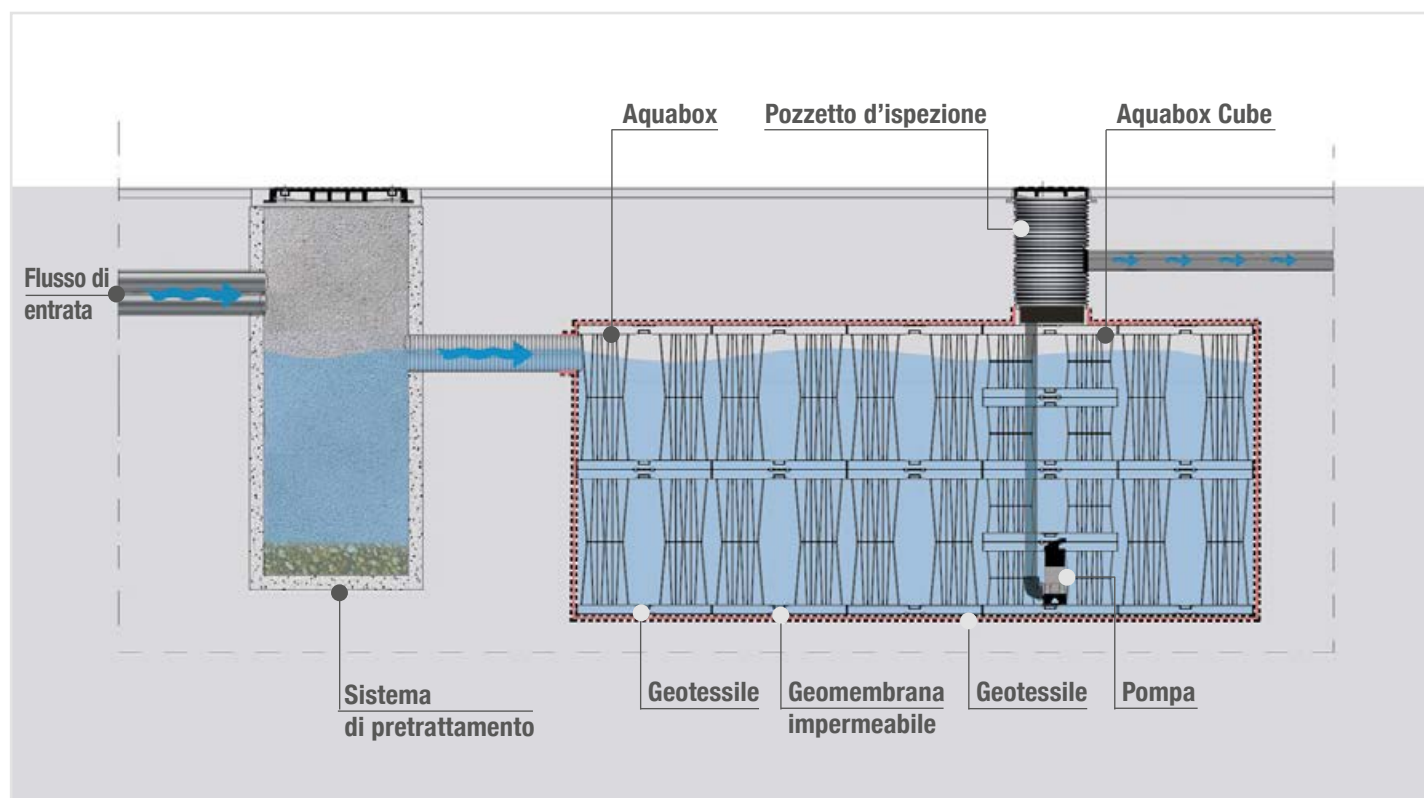 Aquabox
Pozzetto d’ispezione
Aquabox Cube
Flusso di
entrata
Sistema
di pretrattamento
Geotessile
Geomembrana
impermeabile
Geotessile
Pompa